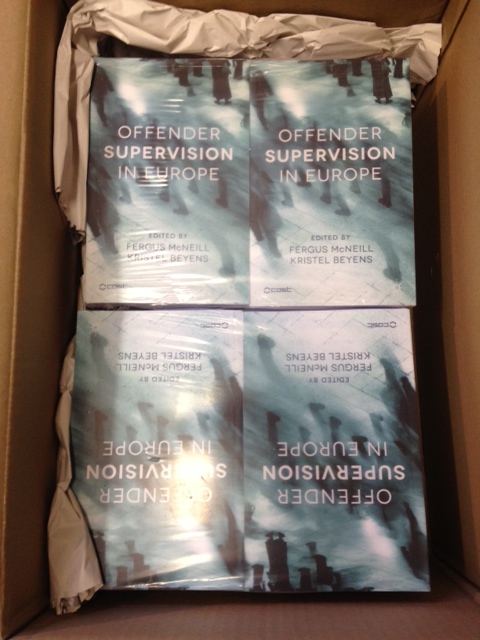 OFFENDER
SUPERVISION
IN EUROPE
EDITED BY
FERGUS McNEILL
KRISTEL BEYENS
cost
OFFENDER
SUPERVISION
IN EUROPE
EDITED BY
FERGUS McNEILL
KRISTEL BEYENS
cost
OFFENDER
SUPERVISION
IN EUROPE
EDITED BY
FERGUS McNEILL
KRISTEL BEYENS
cost
OFFENDER
SUPERVISION
IN EUROPE
EDITED BY
FERGUS McNEILL
KRISTEL BEYENS
cost